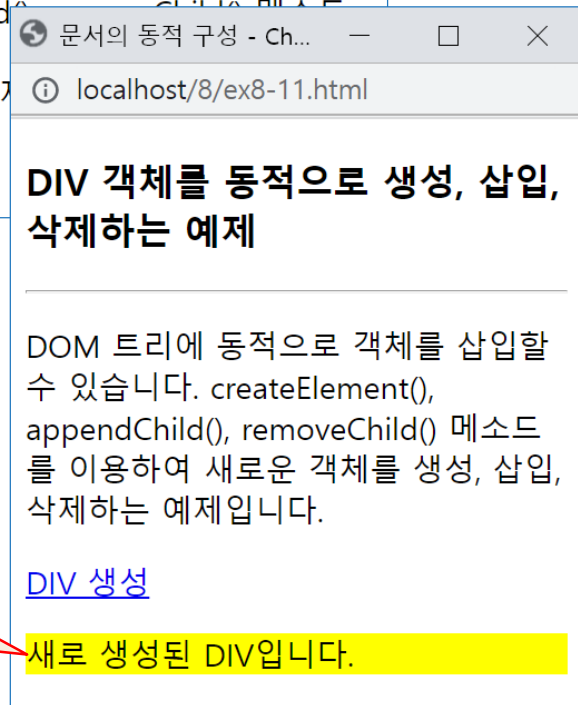 문서의 동적 구성 - Ch...
localhost/8/ex8-11.html
DIV 객체를 동적으로 생성, 삽입,
삭제하는 예제
DOM 트리에 동적으로 객체를 삽입할
수 있습니다. createElement(),
appendChild(), removeChild() 메소드
를 이용하여 새로운 객체를 생성, 삽입,
삭제하는 예제입니다.
DIV 생성
새로 생성된 DIV입니다.